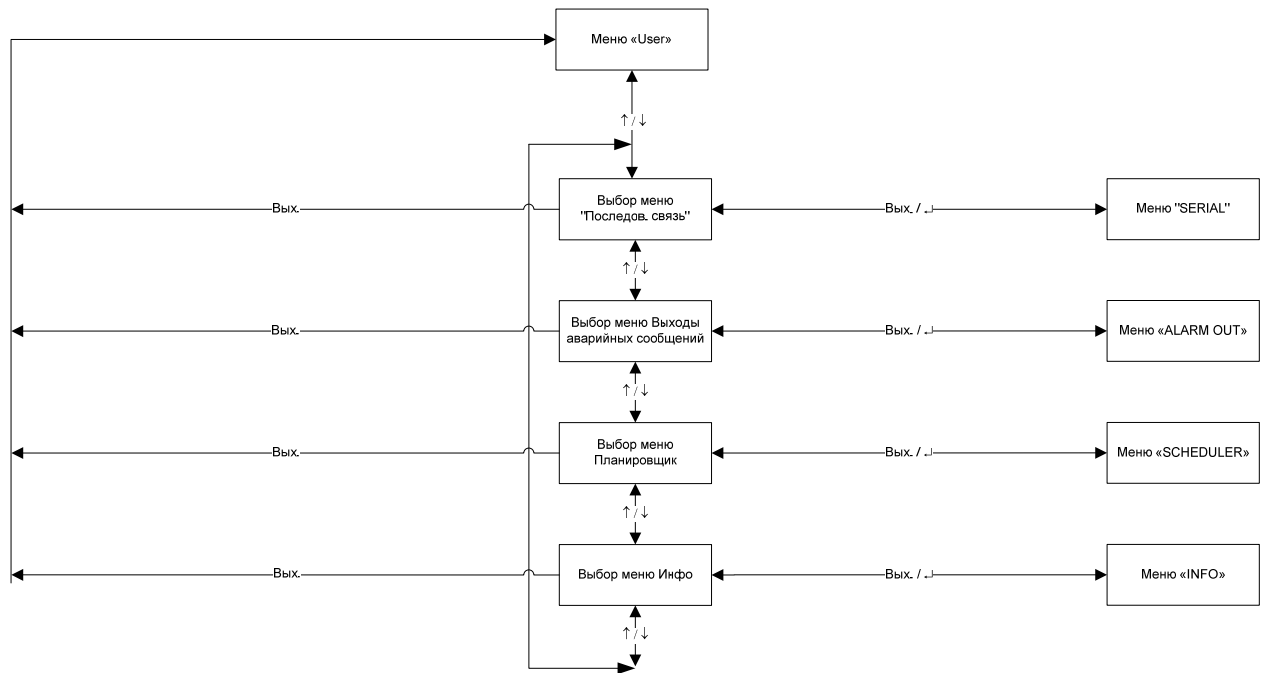 Меню «User»
↑ / ↓
Выбор меню
"Последов. связь"
Вых.
Вых. / ↵
Меню "SERIAL"
↑ / ↓
Выбор меню Выходы
аварийных сообщений
Вых.
Вых. / ↵
Меню «ALARM OUT»
↑ / ↓
Выбор меню
Планировщик
Вых.
Вых. / ↵
Меню «SCHEDULER»
↑ / ↓
Выбор меню Инфо
Вых.
Вых. / ↵
Меню «INFO»
↑ / ↓